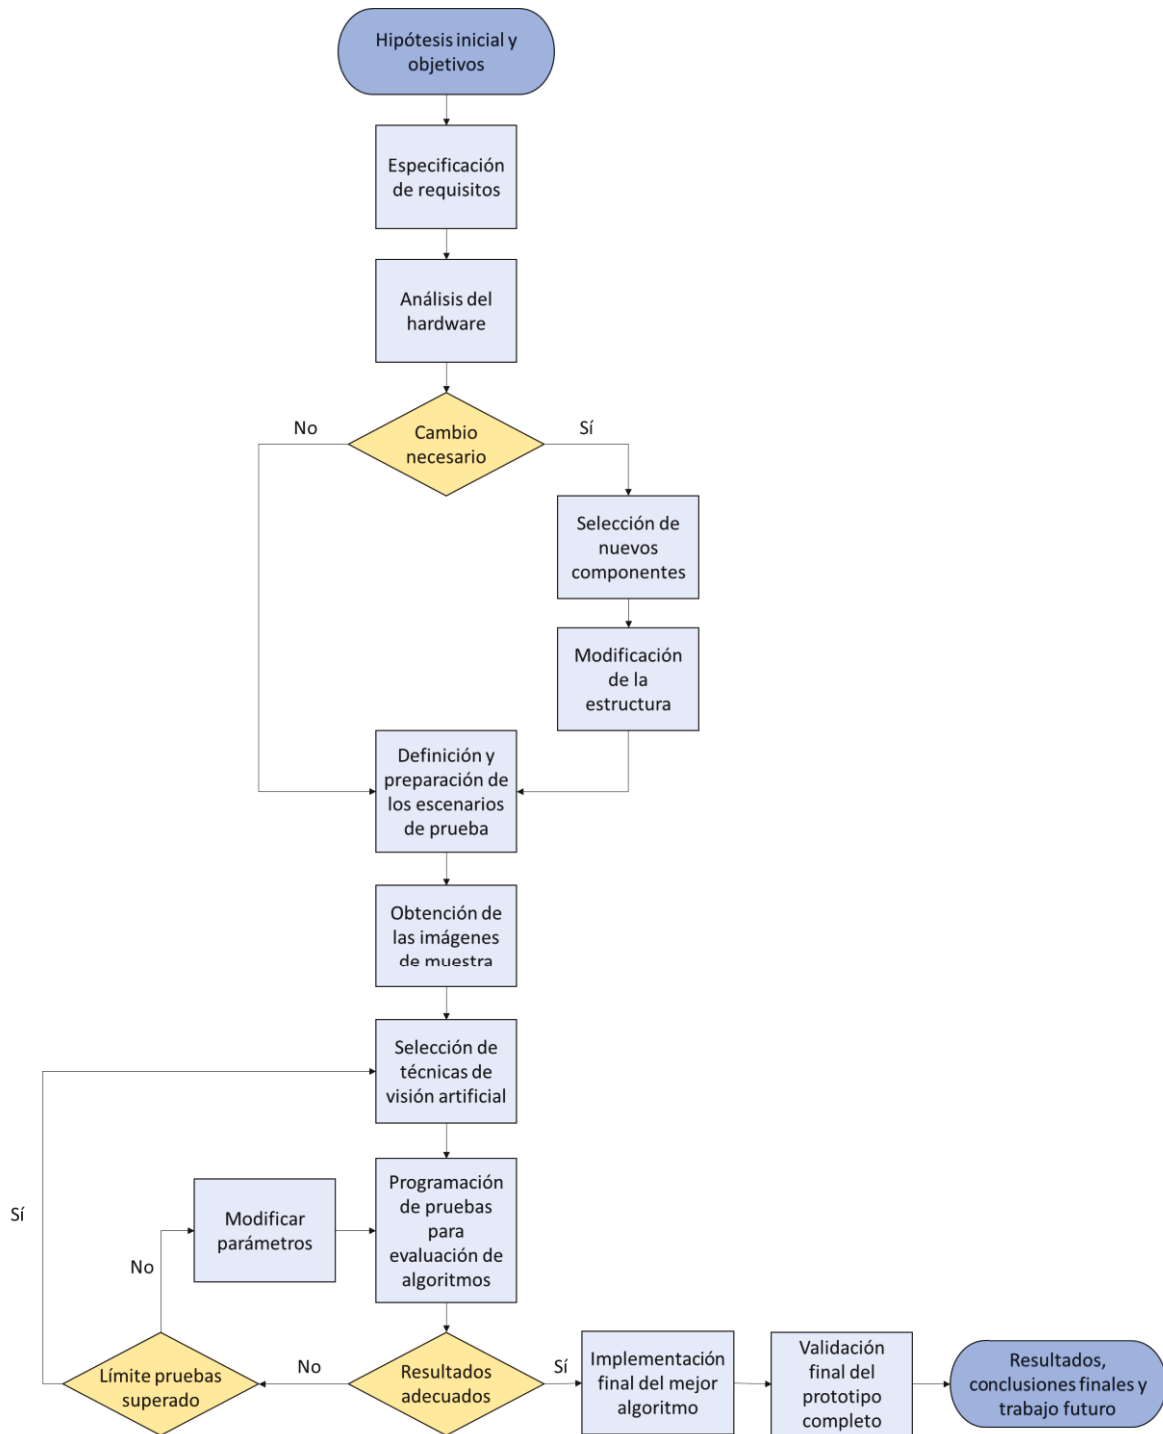 Hipótesis inicial y
objetivos
Especificación
de requisitos
Análisis del
hardware
No
Cambio
necesario
Sí
Selección de
nuevos
componentes
Modificación
de la
estructura
Definición y
preparación de
los escenarios
de prueba
Obtención de
las imágenes
de muestra
Selección de
técnicas de
visión artificial
Sí
Modificar
parámetros
Programación
de pruebas
para
evaluación de
algoritmos
No
Límite pruebas
superado
No
Resultados
adecuados
Sí
Implementación
final del mejor
algoritmo
Validación
final del
prototipo
completo
Resultados,
conclusiones finales y
trabajo futuro